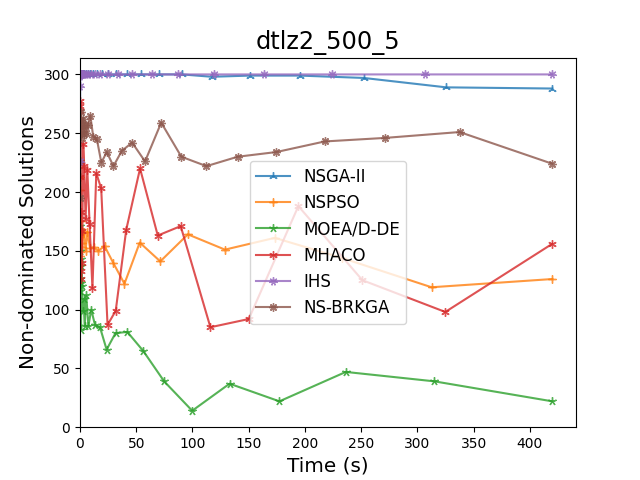 dtlz2_500_5
Non-dominated Solutions
300
250
200
150
100
50
0
NSGA-II
NSPSO
MOEA/D-DE
MHACO
IHS
NS-BRKGA
0 50 100 150 200 250 300 350 400
Time (s)